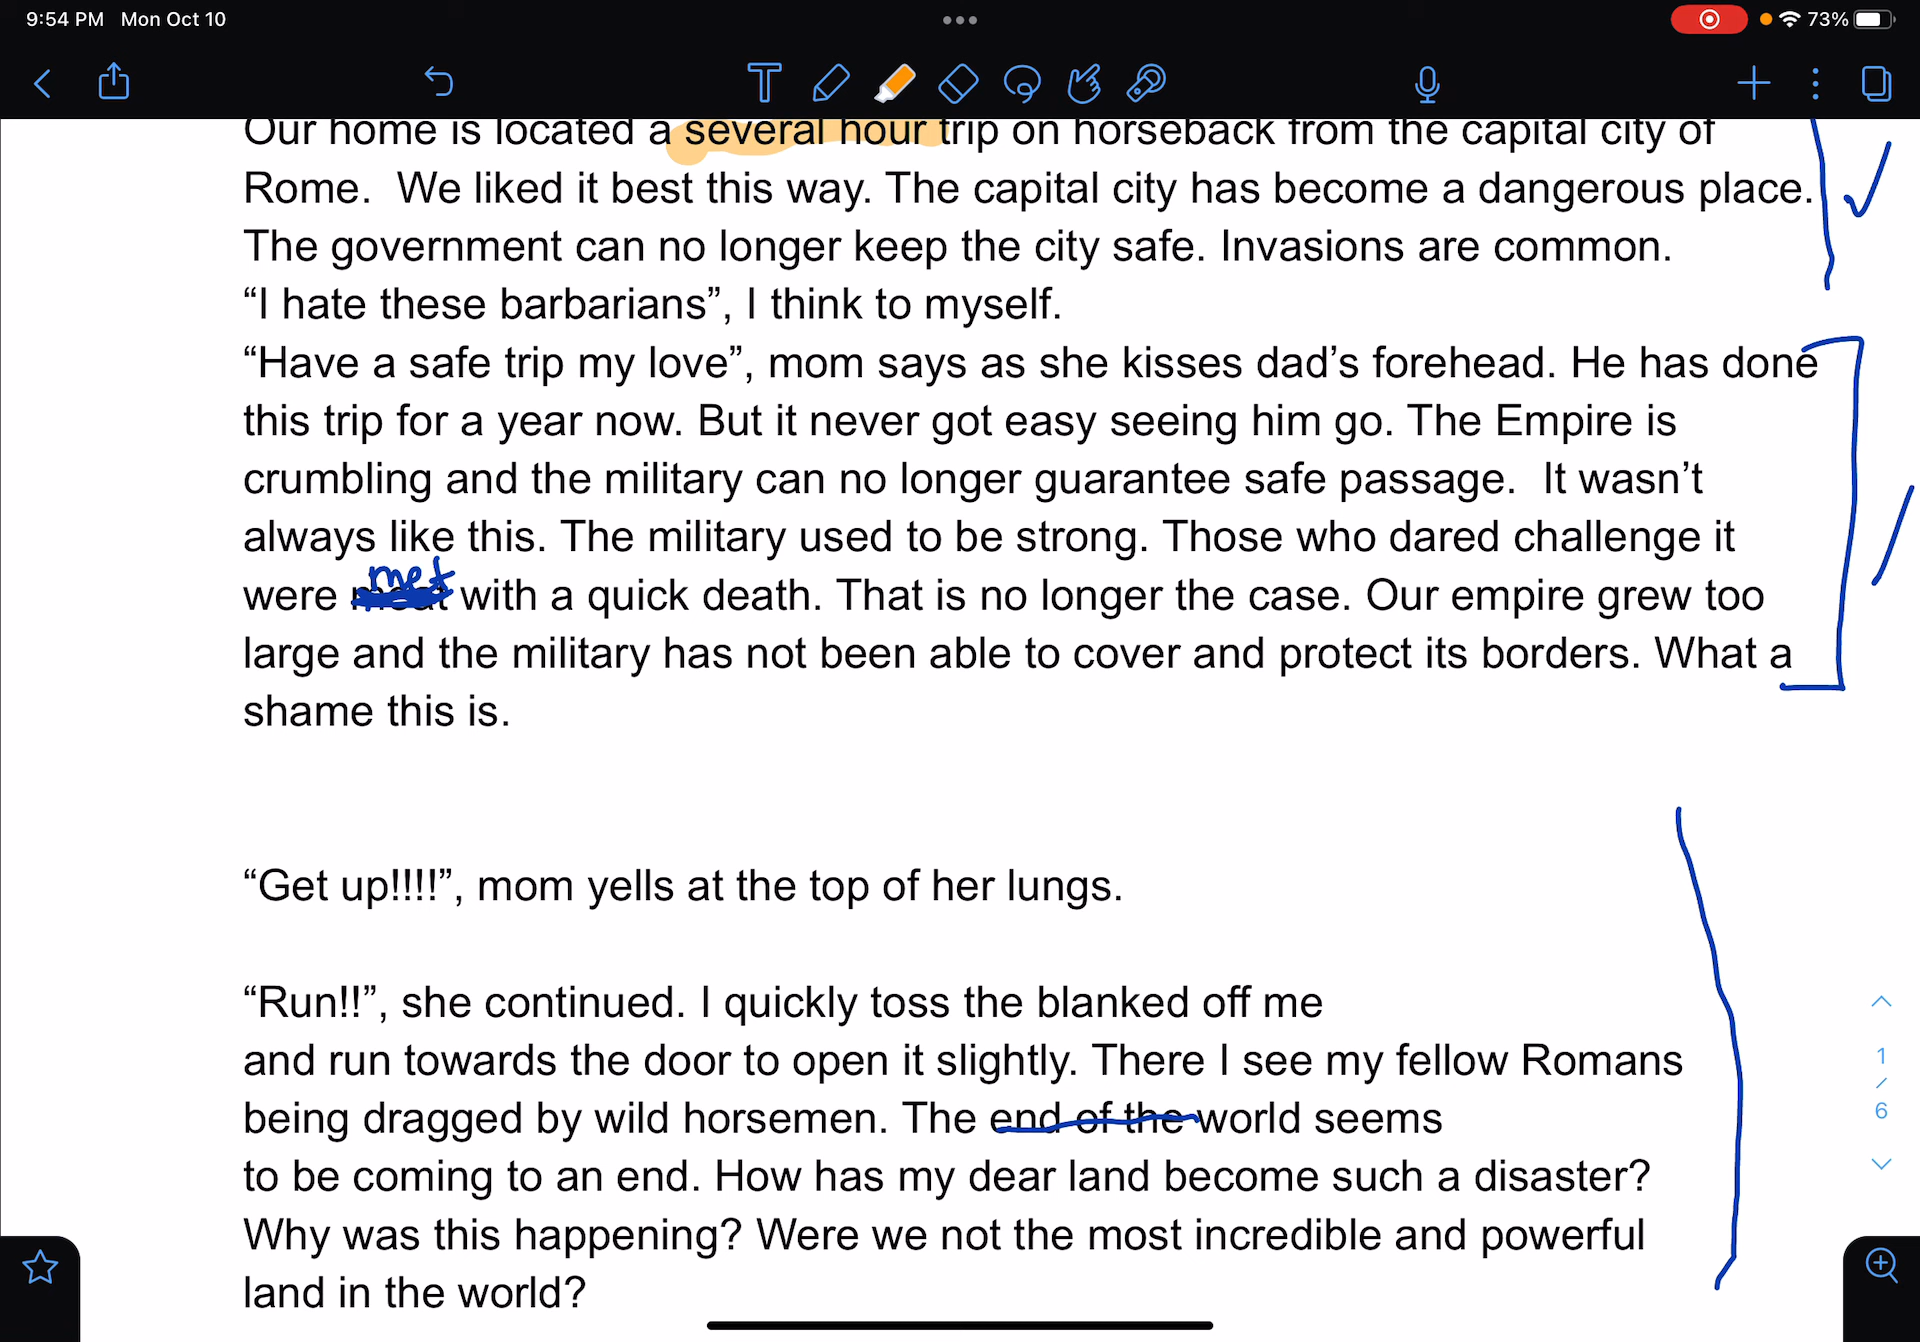 9:54 PM Mon Oct 10
73%
Our home is located a several hour trip on horseback from the capital city of
Rome.  We liked it best this way. The capital city has become a dangerous place.
The government can no longer keep the city safe. Invasions are common.
“I hate these barbarians”, I think to myself.
“Have a safe trip my love”, mom says as she kisses dad’s forehead. He has done
this trip for a year now. But it never got easy seeing him go. The Empire is
crumbling and the military can no longer guarantee safe passage.  It wasn’t
always like this. The military used to be strong. Those who dared challenge it
met
were with a quick death. That is no longer the case. Our empire grew too
large and the military has not been able to cover and protect its borders. What a
shame this is.
“Get up!!!!”, mom yells at the top of her lungs.
“Run!!”, she continued. I quickly toss the blanked off me
and run towards the door to open it slightly. There I see my fellow Romans
being dragged by wild horsemen. The end of the world seems
to be coming to an end. How has my dear land become such a disaster?
Why was this happening? Were we not the most incredible and powerful
land in the world?
1
/
6